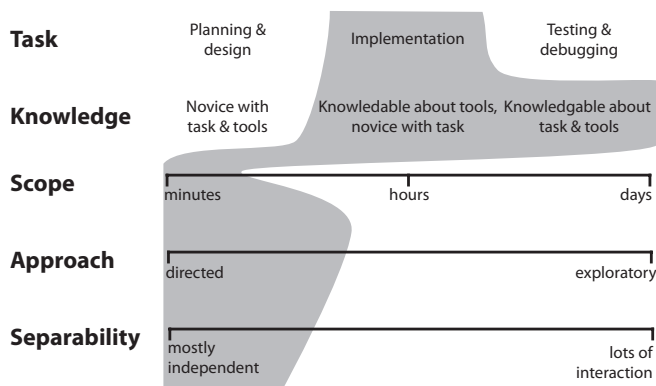 Task
Planning &
design
Implementation
Testing &
debugging
Knowledge
Novice with
task & tools
Knowledable about tools,
novice with task
Knowledgable about
task & tools
Scope
minutes
hours
days
Approach
directed
exploratory
Separability
mostly
independent
lots of
interaction